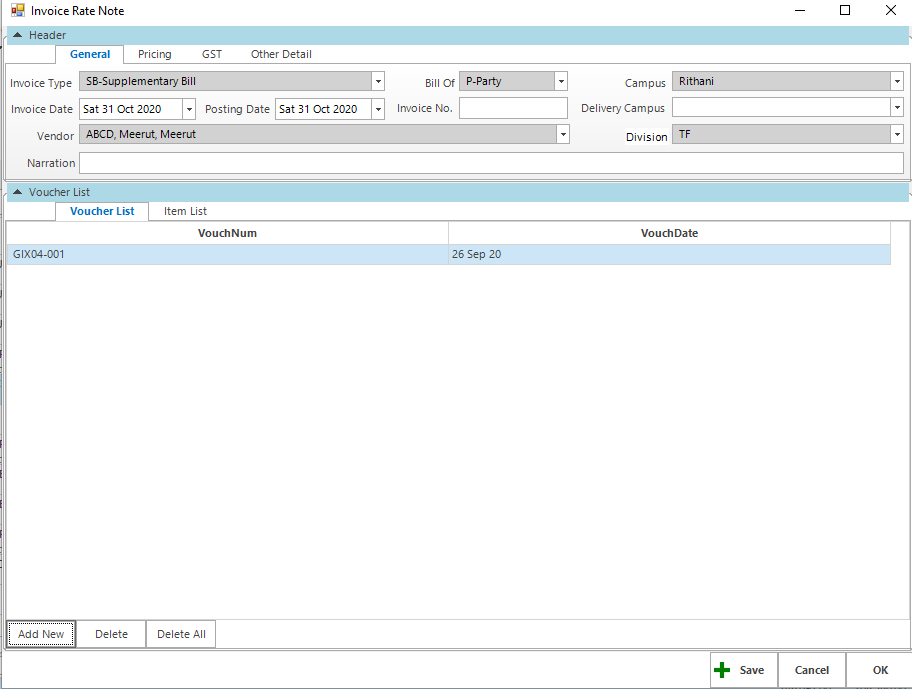 Invoice Rate Note
Header
General Pricing GST Other Detail
Invoice Type SB-Supplementary Bill Bill Of P-Party Campus Rithani
Invoice Date Sat 31 Oct 2020 Posting Date Sat 31 Oct 2020 Invoice No. Delivery Campus
Vendor ABCD, Meerut, Meerut Division TF
Narration
Voucher List
Voucher List Item List
VouchNum VouchDate
GIX04-001 26 Sep 20
Add New Delete Delete All
Save Cancel OK